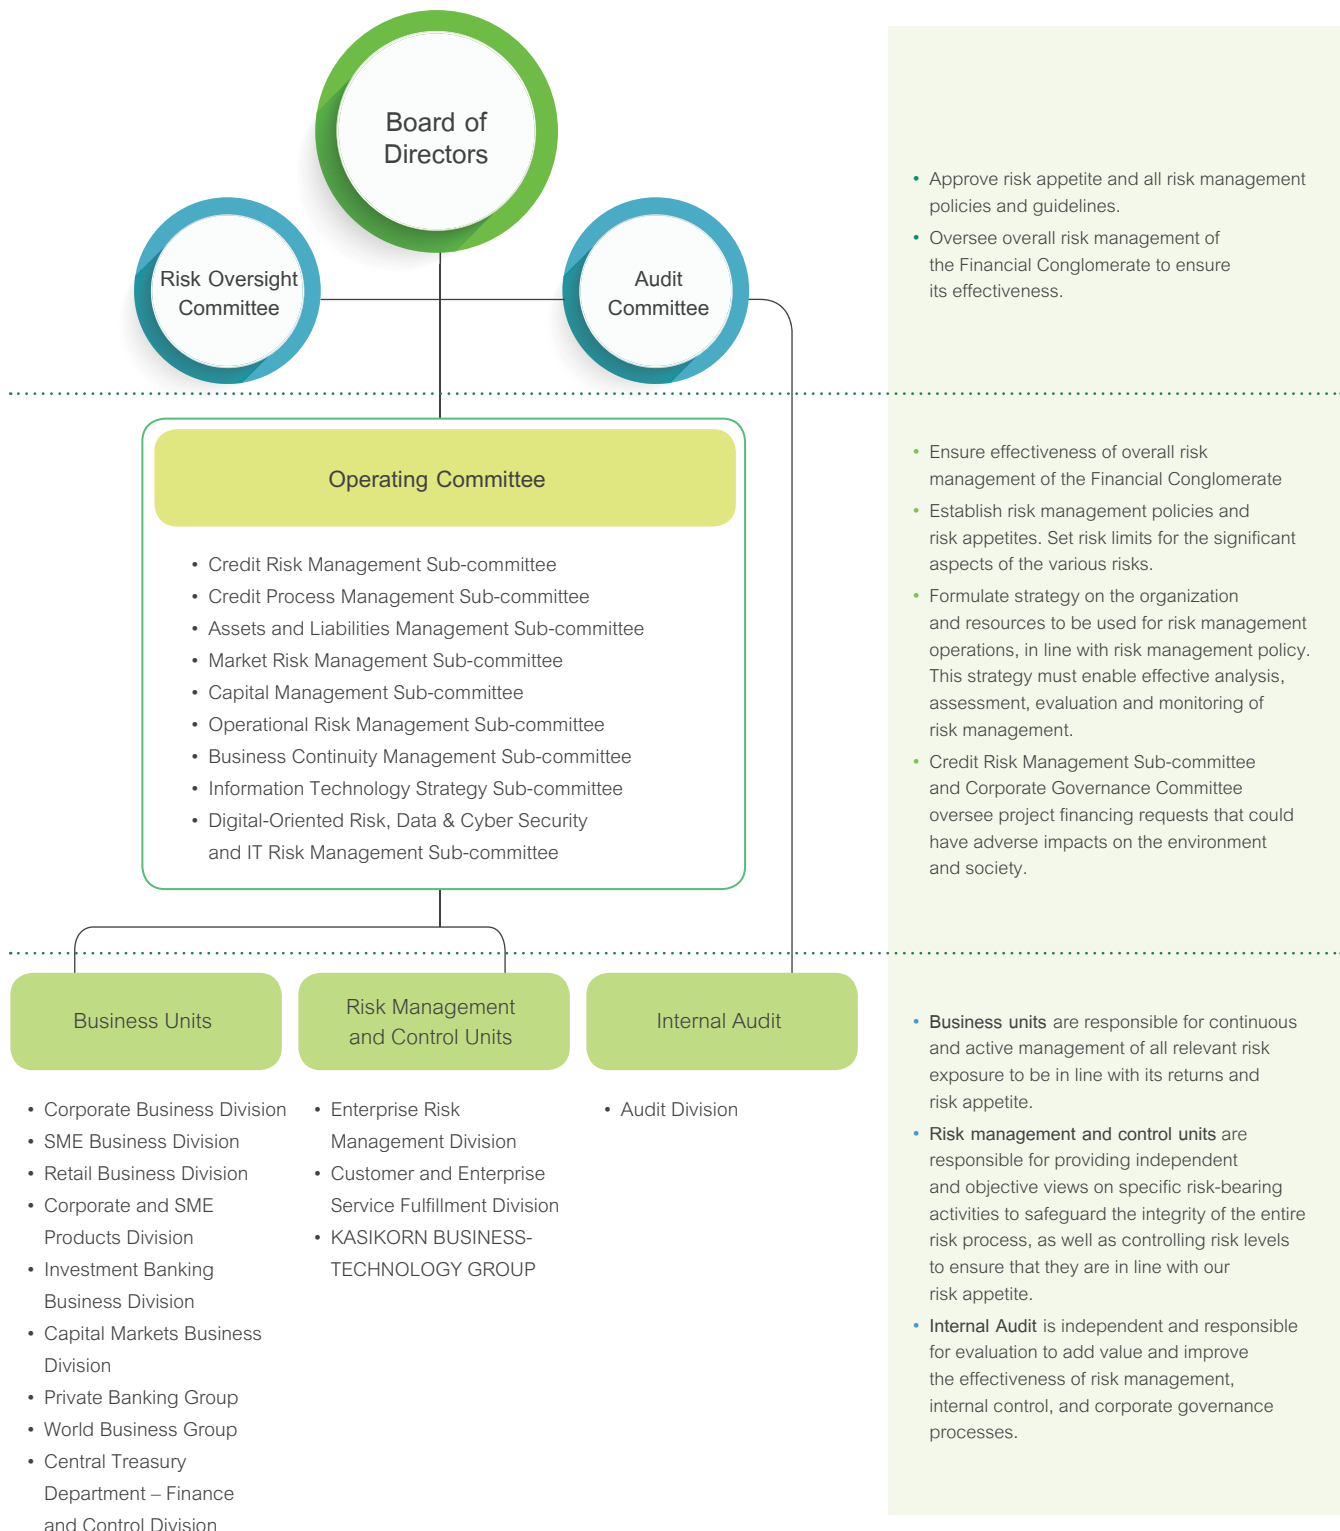 Board of
Directors
Risk Oversight
Committee
Audit
Committee
• Approve risk appetite and all risk management
policies and guidelines.
• Oversee overall risk management of
the Financial Conglomerate to ensure
its effectiveness.
Operating Committee
• Credit Risk Management Sub-committee
• Credit Process Management Sub-committee
• Assets and Liabilities Management Sub-committee
• Market Risk Management Sub-committee
• Capital Management Sub-committee
• Operational Risk Management Sub-committee
• Business Continuity Management Sub-committee
• Information Technology Strategy Sub-committee
• Digital-Oriented Risk, Data & Cyber Security
and IT Risk Management Sub-committee
• Ensure effectiveness of overall risk
management of the Financial Conglomerate
• Establish risk management policies and
risk appetites. Set risk limits for the significant
aspects of the various risks.
• Formulate strategy on the organization
and resources to be used for risk management
operations, in line with risk management policy.
This strategy must enable effective analysis,
assessment, evaluation and monitoring of
risk management.
• Credit Risk Management Sub-committee
and Corporate Governance Committee
oversee project financing requests that could
have adverse impacts on the environment
and society.
Business Units
• Corporate Business Division
• SME Business Division
• Retail Business Division
• Corporate and SME
Products Division
• Investment Banking
Business Division
• Capital Markets Business
Division
• Private Banking Group
• World Business Group
• Central Treasury
Department – Finance
and Control Division
Risk Management
and Control Units
• Enterprise Risk
Management Division
• Customer and Enterprise
Service Fulfillment Division
• KASIKORN BUSINESS-
TECHNOLOGY GROUP
Internal Audit
• Audit Division
• Business units are responsible for continuous
and active management of all relevant risk
exposure to be in line with its returns and
risk appetite.
• Risk management and control units are
responsible for providing independent
and objective views on specific risk-bearing
activities to safeguard the integrity of the entire
risk process, as well as controlling risk levels
to ensure that they are in line with our
risk appetite.
• Internal Audit is independent and responsible
for evaluation to add value and improve
the effectiveness of risk management,
internal control, and corporate governance
processes.